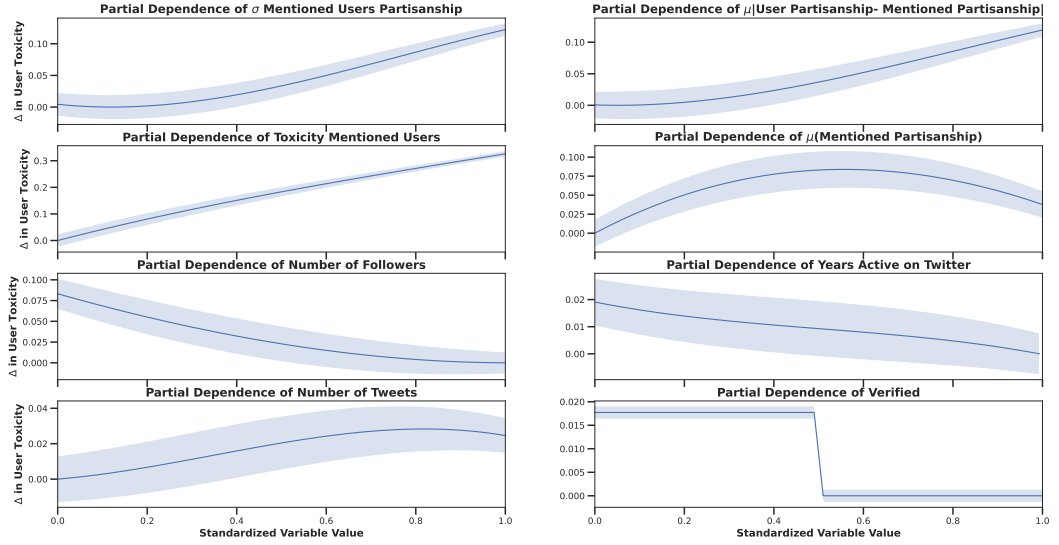 Partial Dependence of σ Mentioned Users Partisanship
Δ in User Toxicity
0.10
0.05
0.00
Partial Dependence of μ|User Partisanship- Mentioned Partisanship|
0.10
0.05
0.00
Partial Dependence of Toxicity Mentioned Users
Δ in User Toxicity
0.3
0.2
0.1
0.0
Partial Dependence of μ(Mentioned Partisanship)
0.100
0.075
0.050
0.025
0.000
Partial Dependence of Number of Followers
Δ in User Toxicity
0.100
0.075
0.050
0.025
0.000
Partial Dependence of Years Active on Twitter
0.02
0.01
0.00
Partial Dependence of Number of Tweets
Δ in User Toxicity
0.04
0.02
0.00
0.0 0.2 0.4 0.6 0.8 1.0
Standardized Variable Value
Partial Dependence of Verified
0.020
0.015
0.010
0.005
0.000
0.0 0.2 0.4 0.6 0.8 1.0
Standardized Variable Value